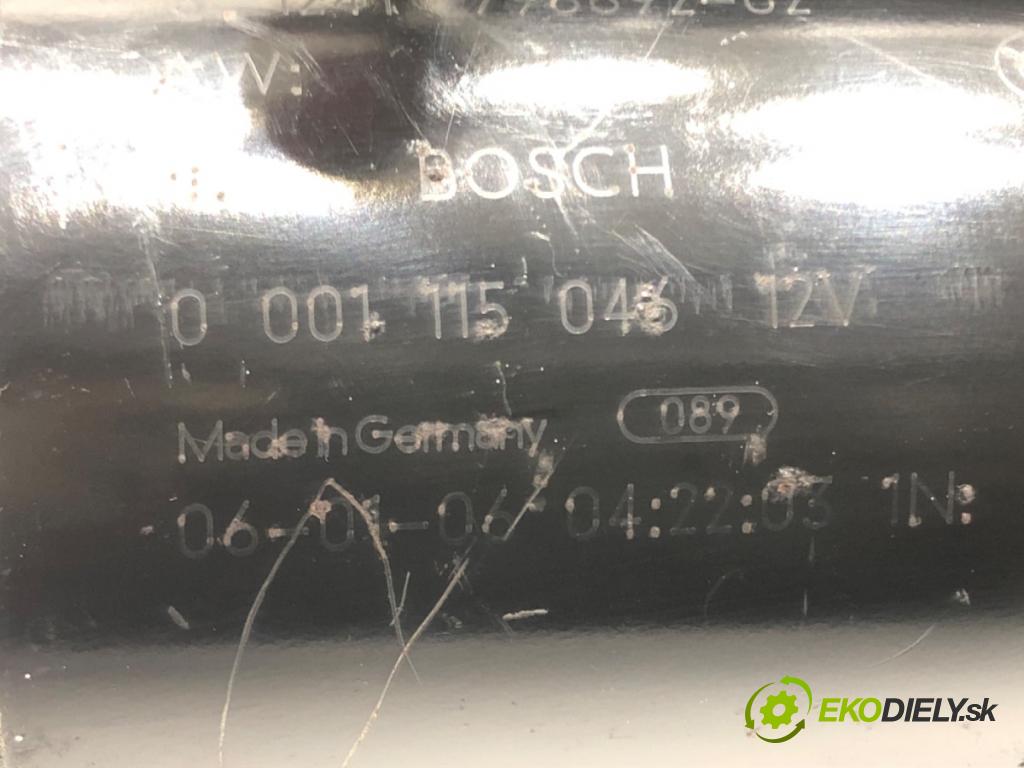 W:
BOSCH
0 001 115 046 12V
Made in Germany 089
06-01-06 04:22:03 1N:
EKODIELY.sk